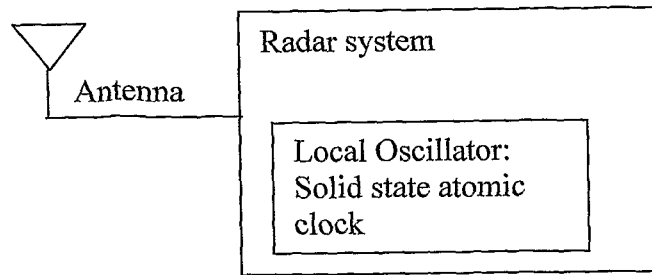 Radar system
Antenna
Local Oscillator:
Solid state atomic
clock